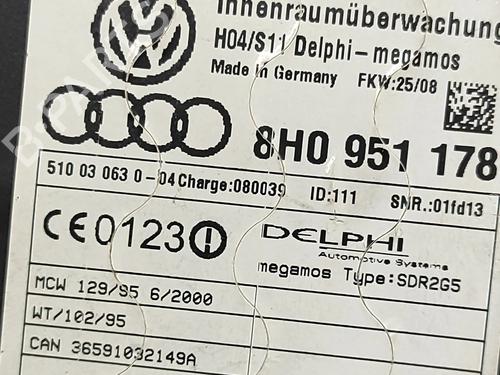 Innenraumüberwachung
H04/S11 Delphi-megamos
Made in Germany FKW:25/08
8H0 951 178
510 03 063 0-04 Charge:080039 ID:111 SNR.:01fd13
CE0123!
DELPHI
Automotive Systems
megamos Type:SDR2G5
MCW 129/95 6/2000
WT/102/95
CAN 36591032149A
B-PARTS